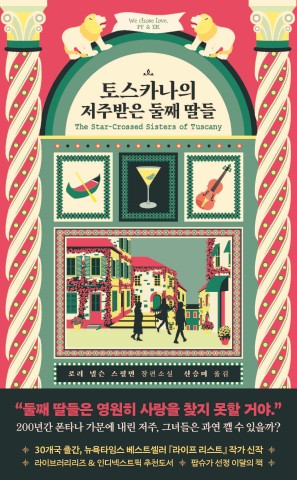 We chose love,
PF & ER
토스카나의
저주받은 둘째 딸들
The Star-Crossed Sisters of Tuscany
로리 넬슨 스필먼 장편소설 신승미 옮김
“둘째 딸들은 영원히 사랑을 찾지 못할 거야.”
200년간 폰타나 가문에 내린 저주, 그녀들은 과연 깰 수 있을까?
30개국 출간, 뉴욕타임스 베스트셀러 『라이프 리스트』 작가 신작
라이브러리리즈 & 인디넥스트픽 추천도서 팝슈가 선정 이달의 책